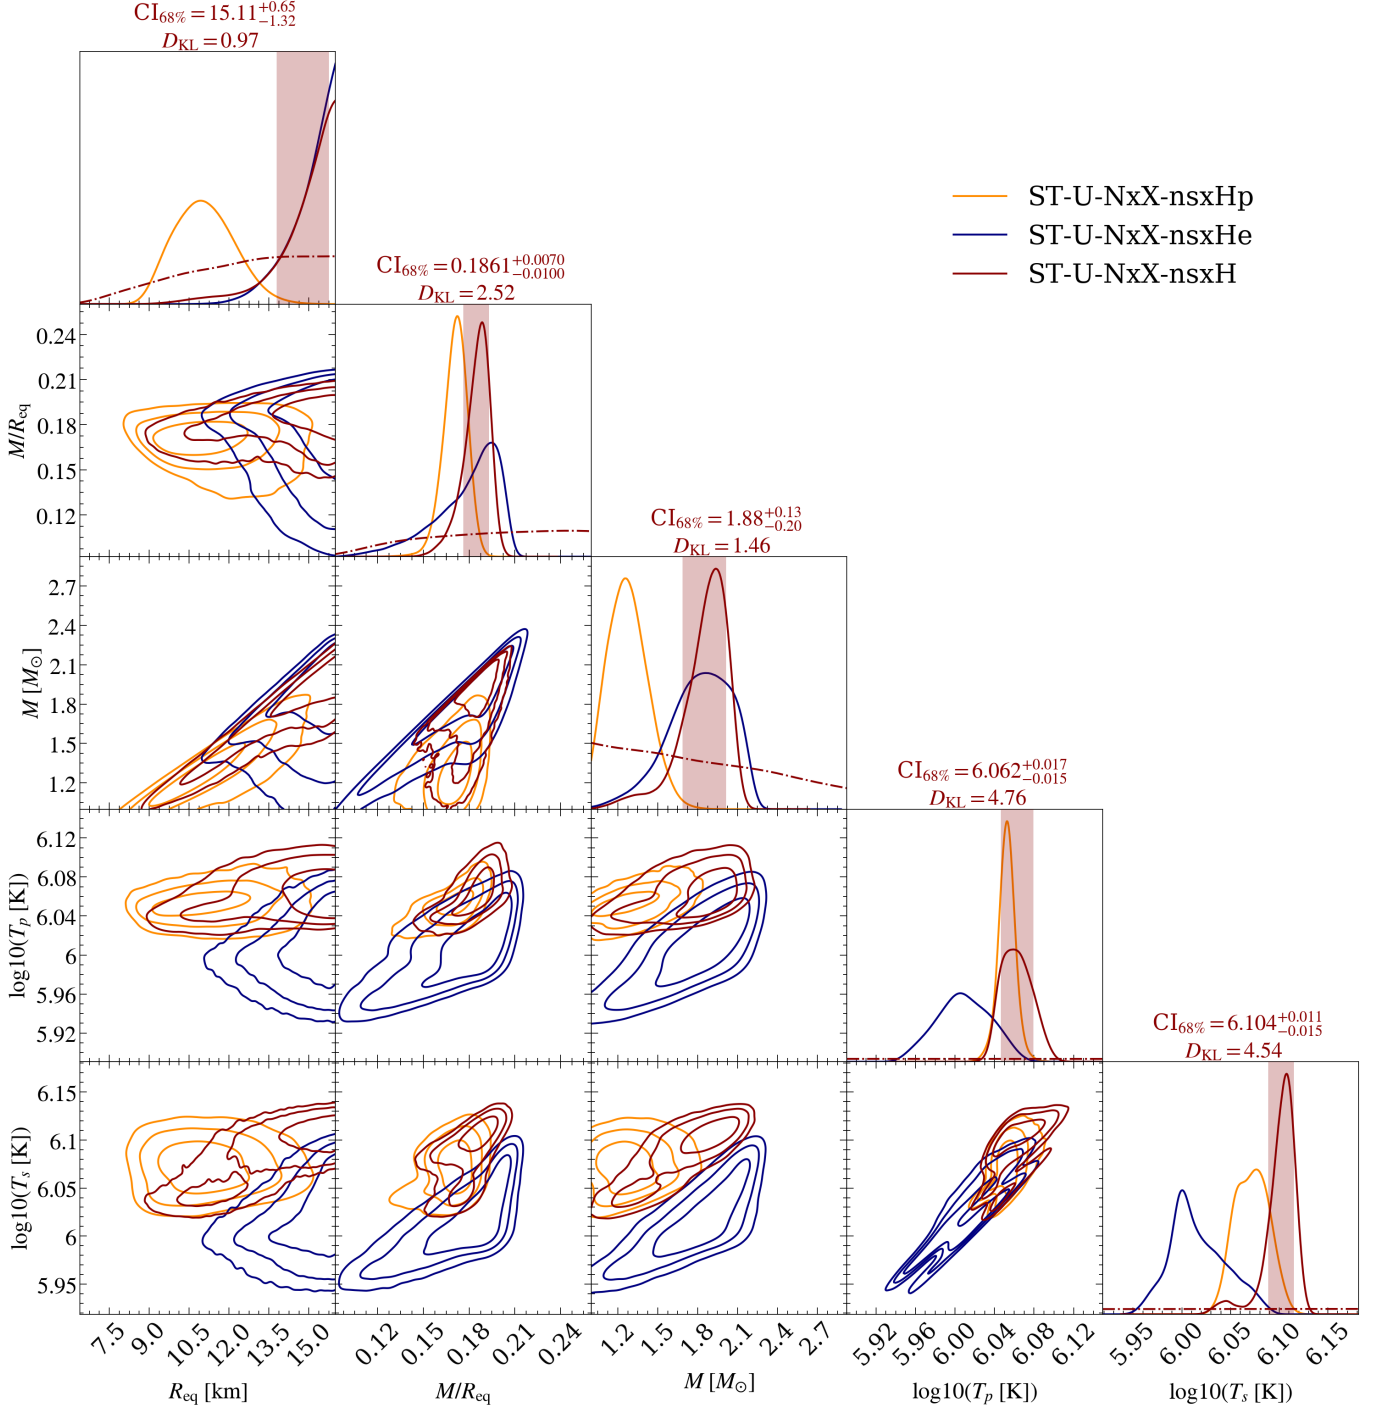 CI68% = 15.11+0.65−1.32
DKL = 0.97
ST-U-NxX-nsxHp
ST-U-NxX-nsxHe
ST-U-NxX-nsxH
CI68% = 0.1861+0.0070−0.0100
DKL = 2.52
0.24
0.21
0.18
0.15
0.12
M/Req
CI68% = 1.88+0.13−0.20
DKL = 1.46
2.7
2.4
2.1
1.8
1.5
1.2
M [M⊙]
CI68% = 6.062+0.017−0.015
DKL = 4.76
6.12
6.08
6.04
6
5.96
5.92
log10(Tp [K])
CI68% = 6.104+0.011−0.015
DKL = 4.54
6.15
6.10
6.05
6
5.95
log10(Ts [K])
7.5 9.0 10.5 12.0 13.5 15.0
0.12 0.15 0.18 0.21 0.24
1.2 1.5 1.8 2.1 2.4 2.7
5.92 5.96 6.00 6.04 6.08 6.12
5.95 6.00 6.05 6.10 6.15
Req [km]
M/Req
M [M⊙]
log10(Tp [K])
log10(Ts [K])